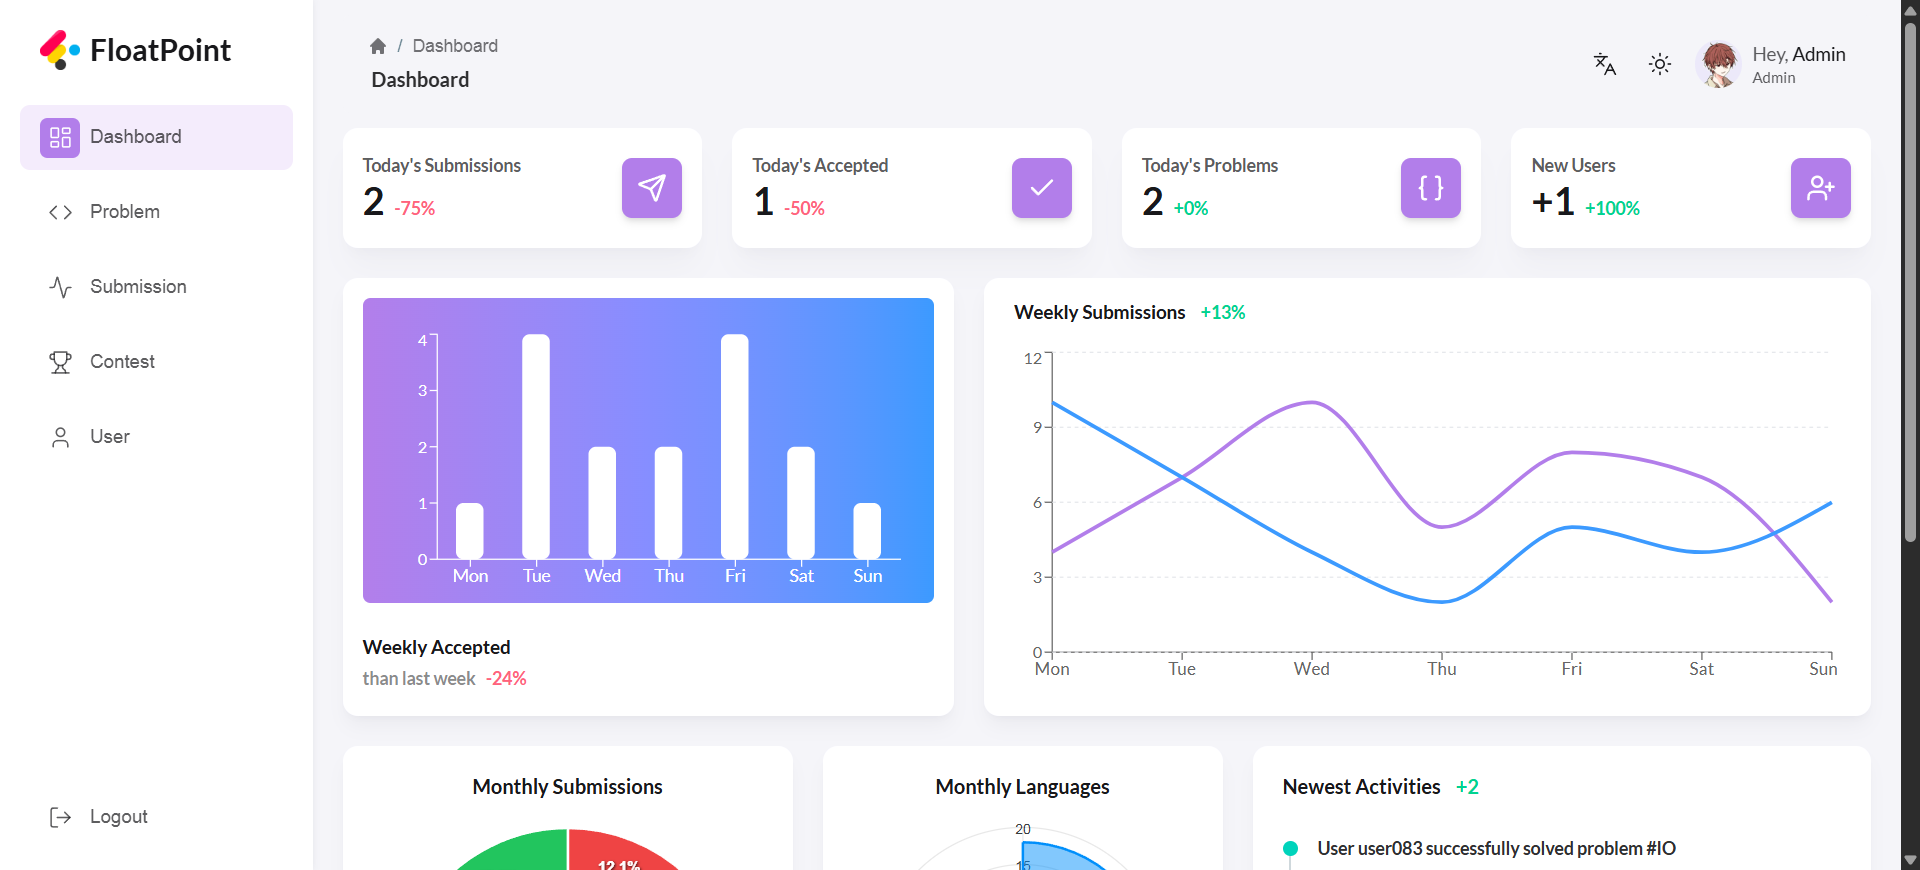 FloatPoint
Dashboard
Problem
Submission
Contest
User
Logout
/ Dashboard
Dashboard
Hey, Admin
Admin
Today's Submissions
2 -75%
Today's Accepted
1 -50%
Today's Problems
2 +0%
New Users
+1 +100%
4
3
2
1
0
Mon Tue Wed Thu Fri Sat Sun
Weekly Accepted
than last week -24%
Weekly Submissions +13%
12
9
6
3
0
Mon Tue Wed Thu Fri Sat Sun
Monthly Submissions
12.1%
Monthly Languages
20
15
Newest Activities +2
User user083 successfully solved problem #IO